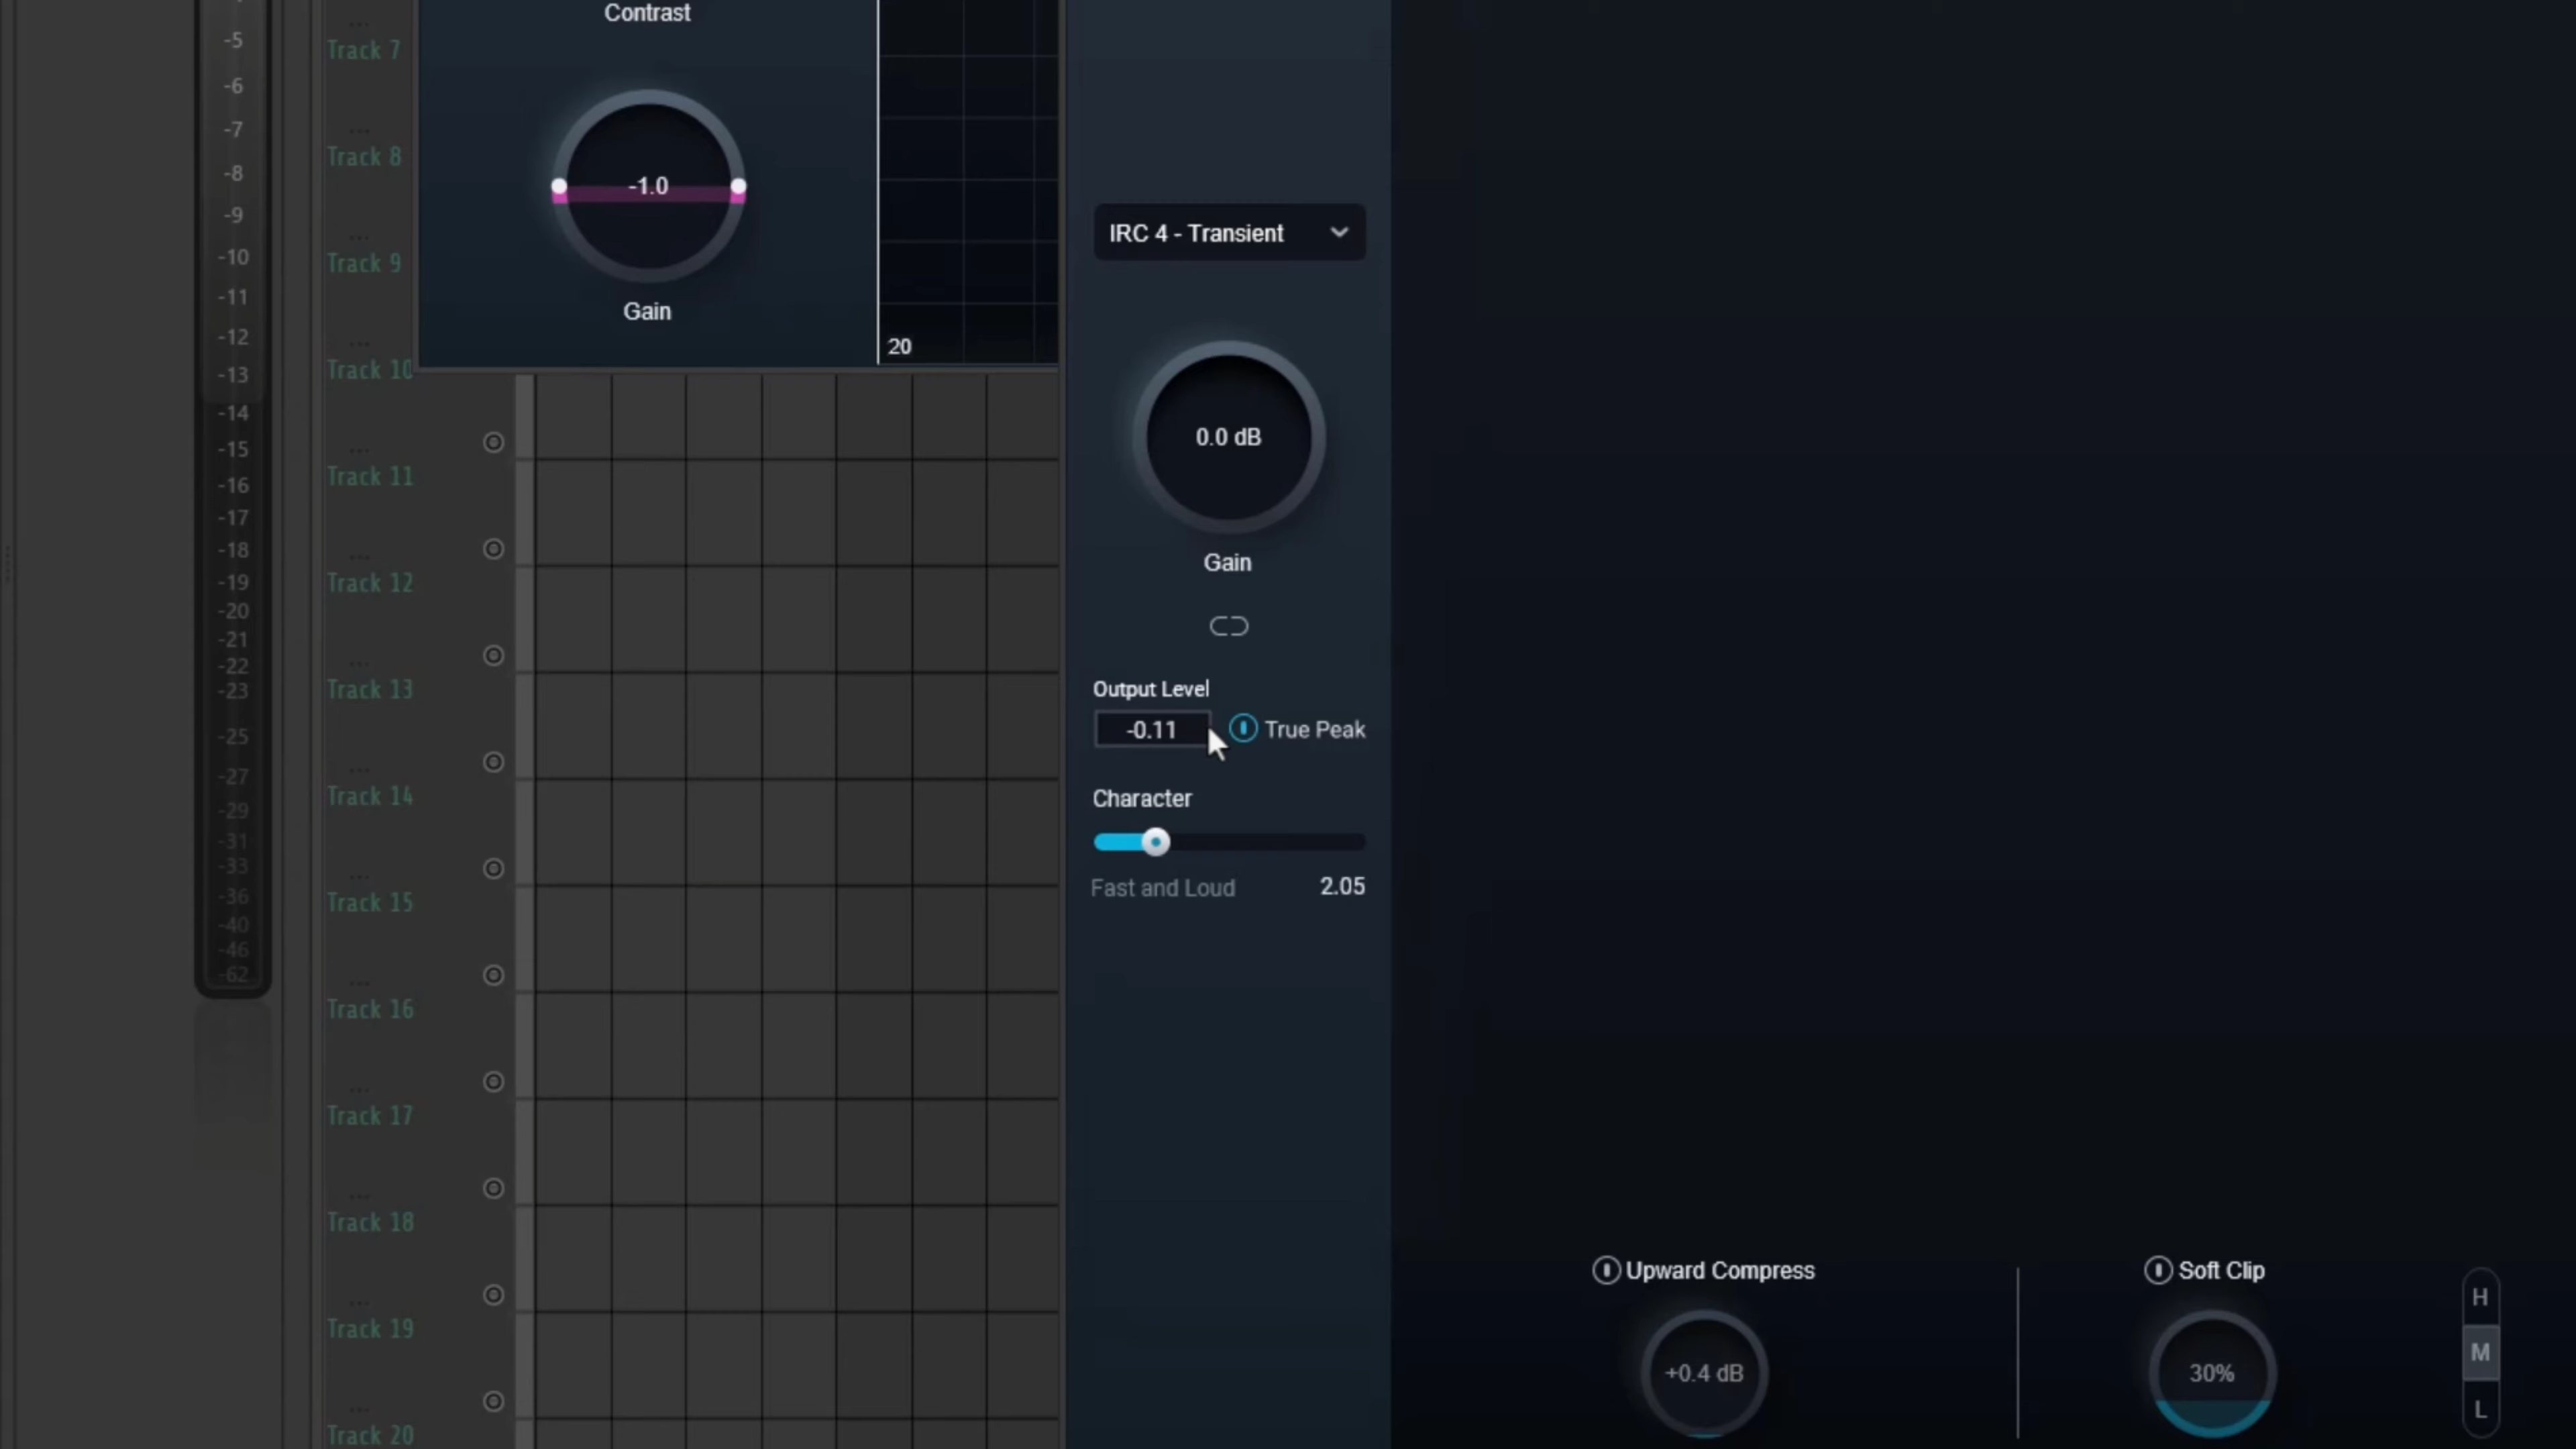 -5
-6
-7
-8
-9
-10
-11
-12
-13
-14
-15
-16
-17
-18
-19
-20
-21
-22
-23
-25
-27
-29
-31
-33
-36
-40
-46
-62
Track 7
Track 8
Track 9
Track 10
Track 11
Track 12
Track 13
Track 14
Track 15
Track 16
Track 17
Track 18
Track 19
Track 20
Contrast
-1.0
Gain
20
IRC 4 - Transient
0.0 dB
Gain
Output Level
-0.11 True Peak
Character
Fast and Loud 2.05
Upward Compress
+0.4 dB
Soft Clip
30%
H
M
L